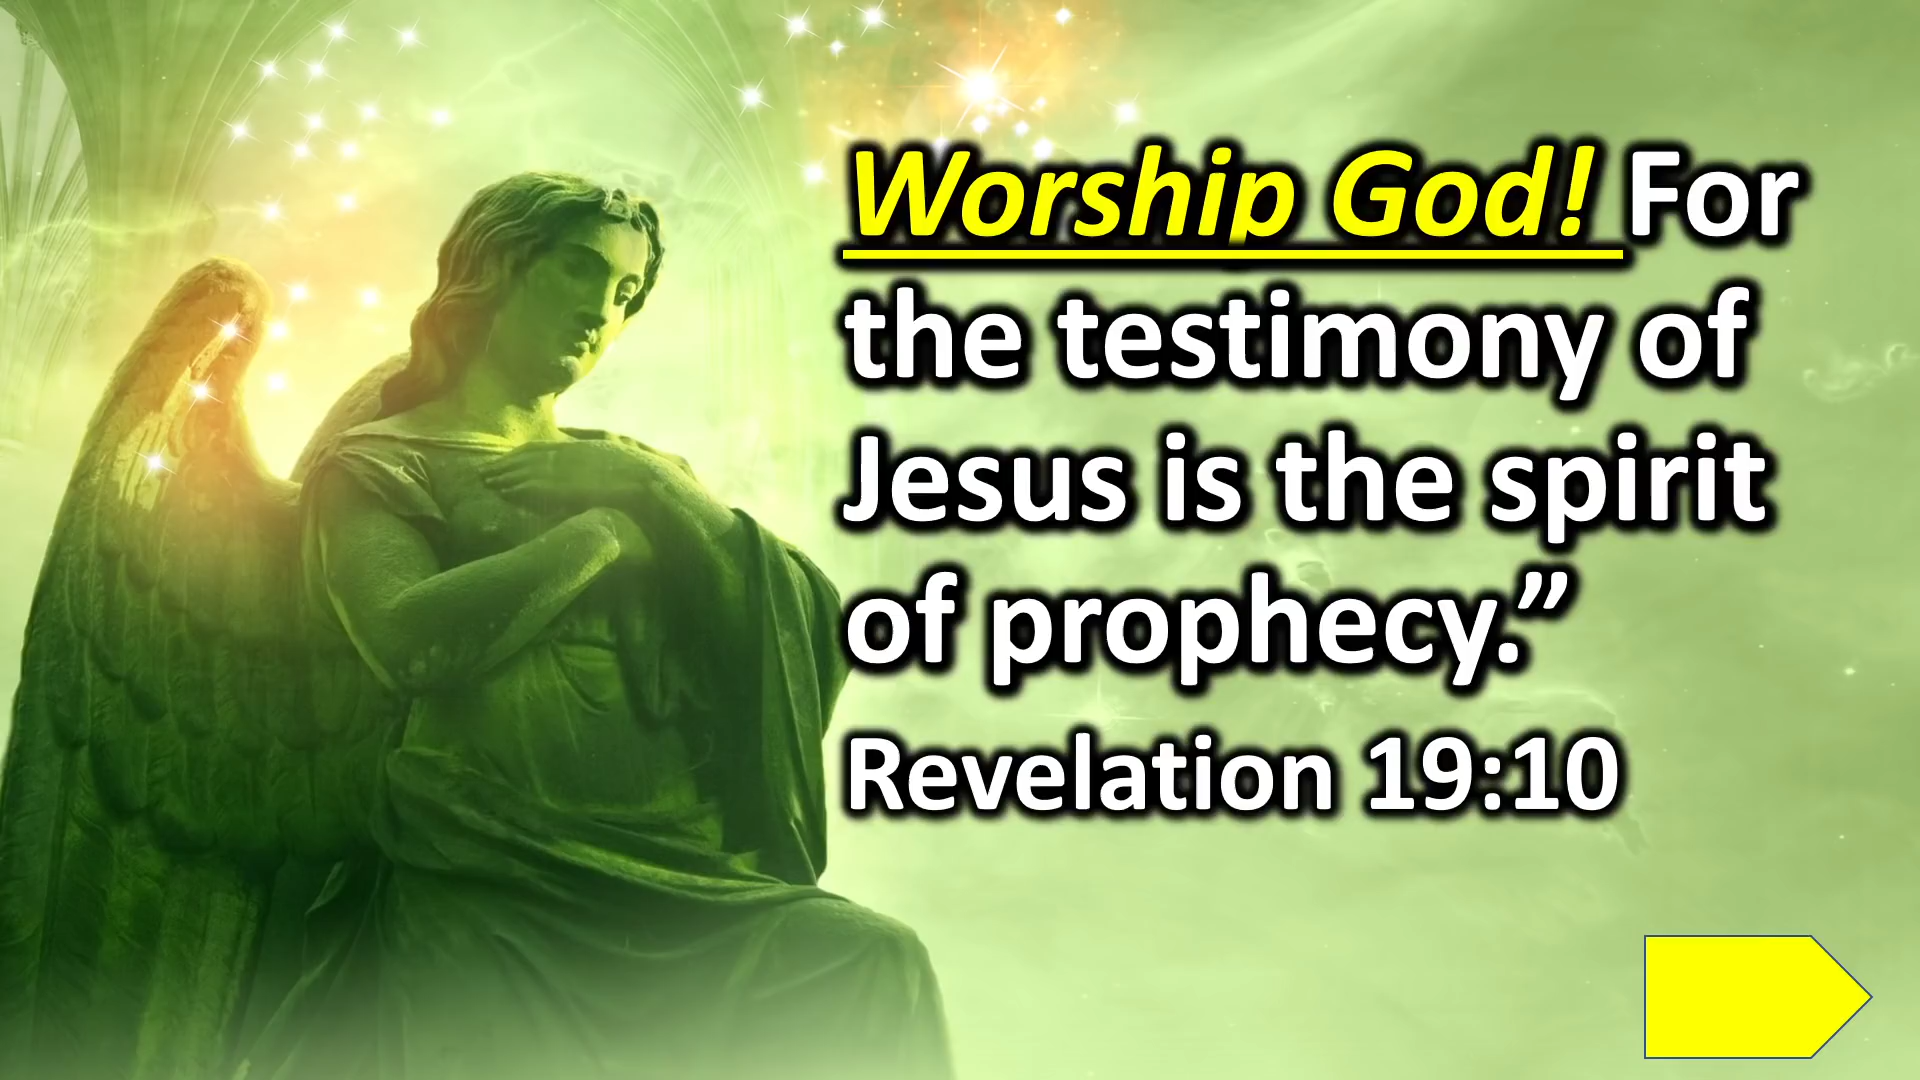 Worship God! For
the testimony of
Jesus is the spirit
of prophecy.”
Revelation 19:10